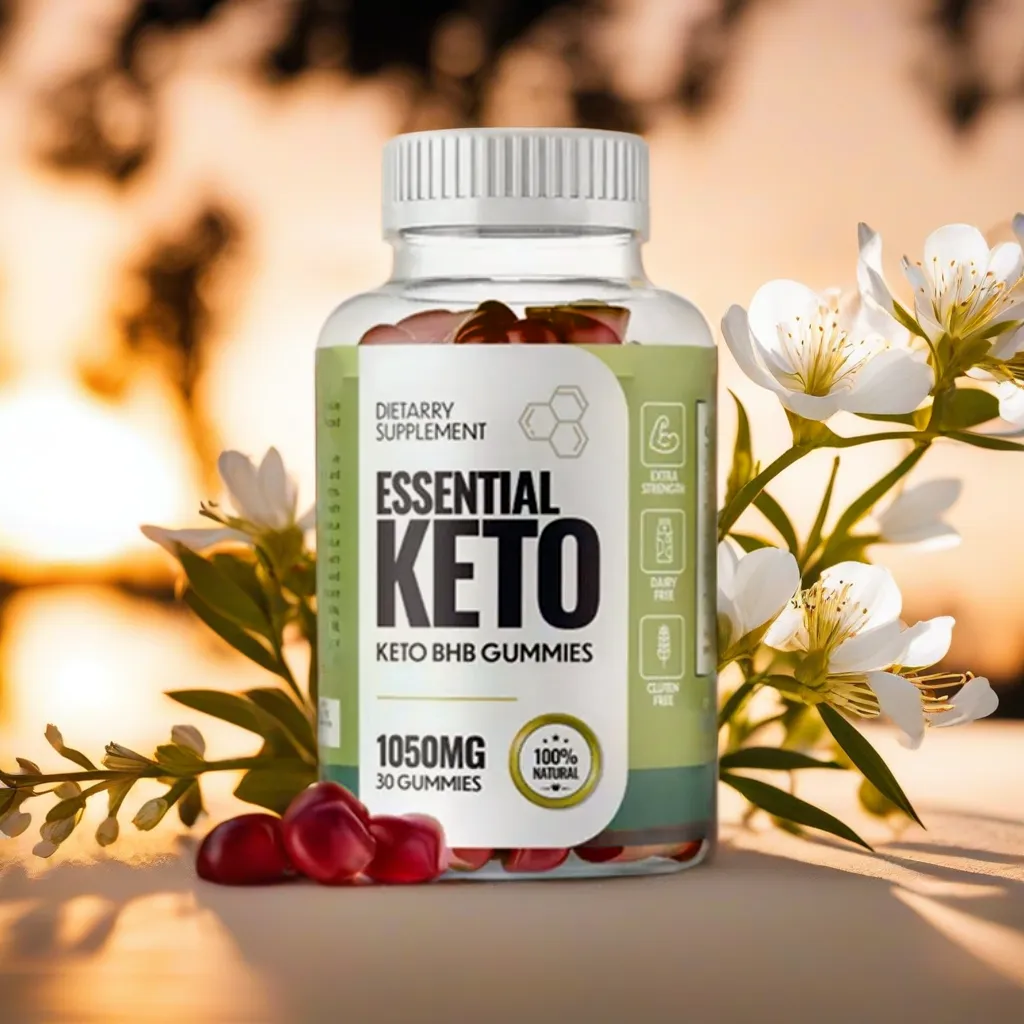 DIETARRY
SUPPLEMENT
ESSENTIAL
KETO
KETO BHB GUMMIES
1050MG
30 GUMMIES
100%
NATURAL
EXTRA
STRENGTH
DAIRY
FREE
GLUTEN
FREE